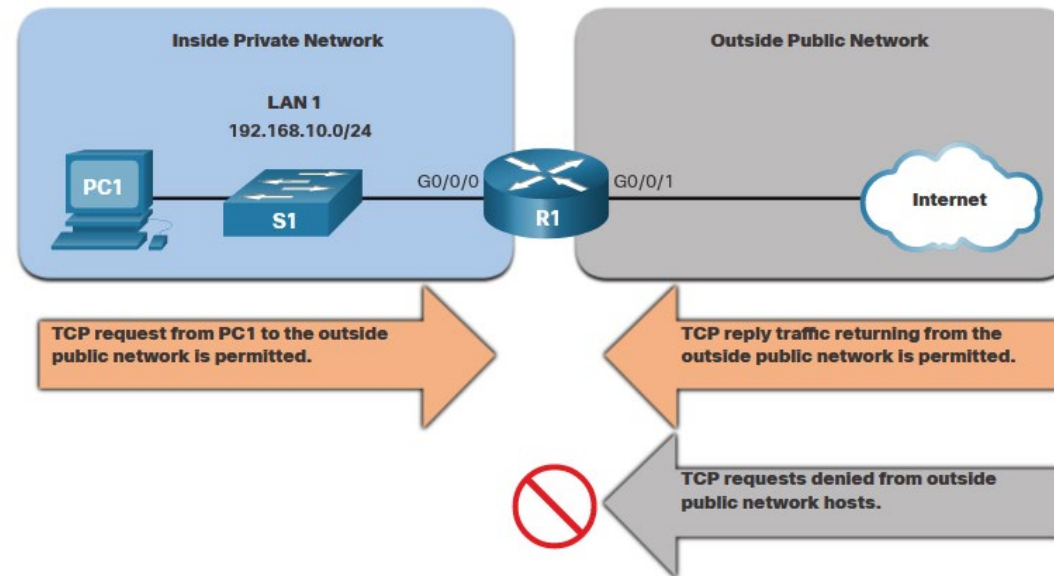 Inside Private Network
Outside Public Network
LAN 1
192.168.10.0/24
PC1
S1
G0/0/0
R1
G0/0/1
Internet
TCP request from PC1 to the outside
public network is permitted.
TCP reply traffic returning from the
outside public network is permitted.
TCP requests denied from outside
public network hosts.